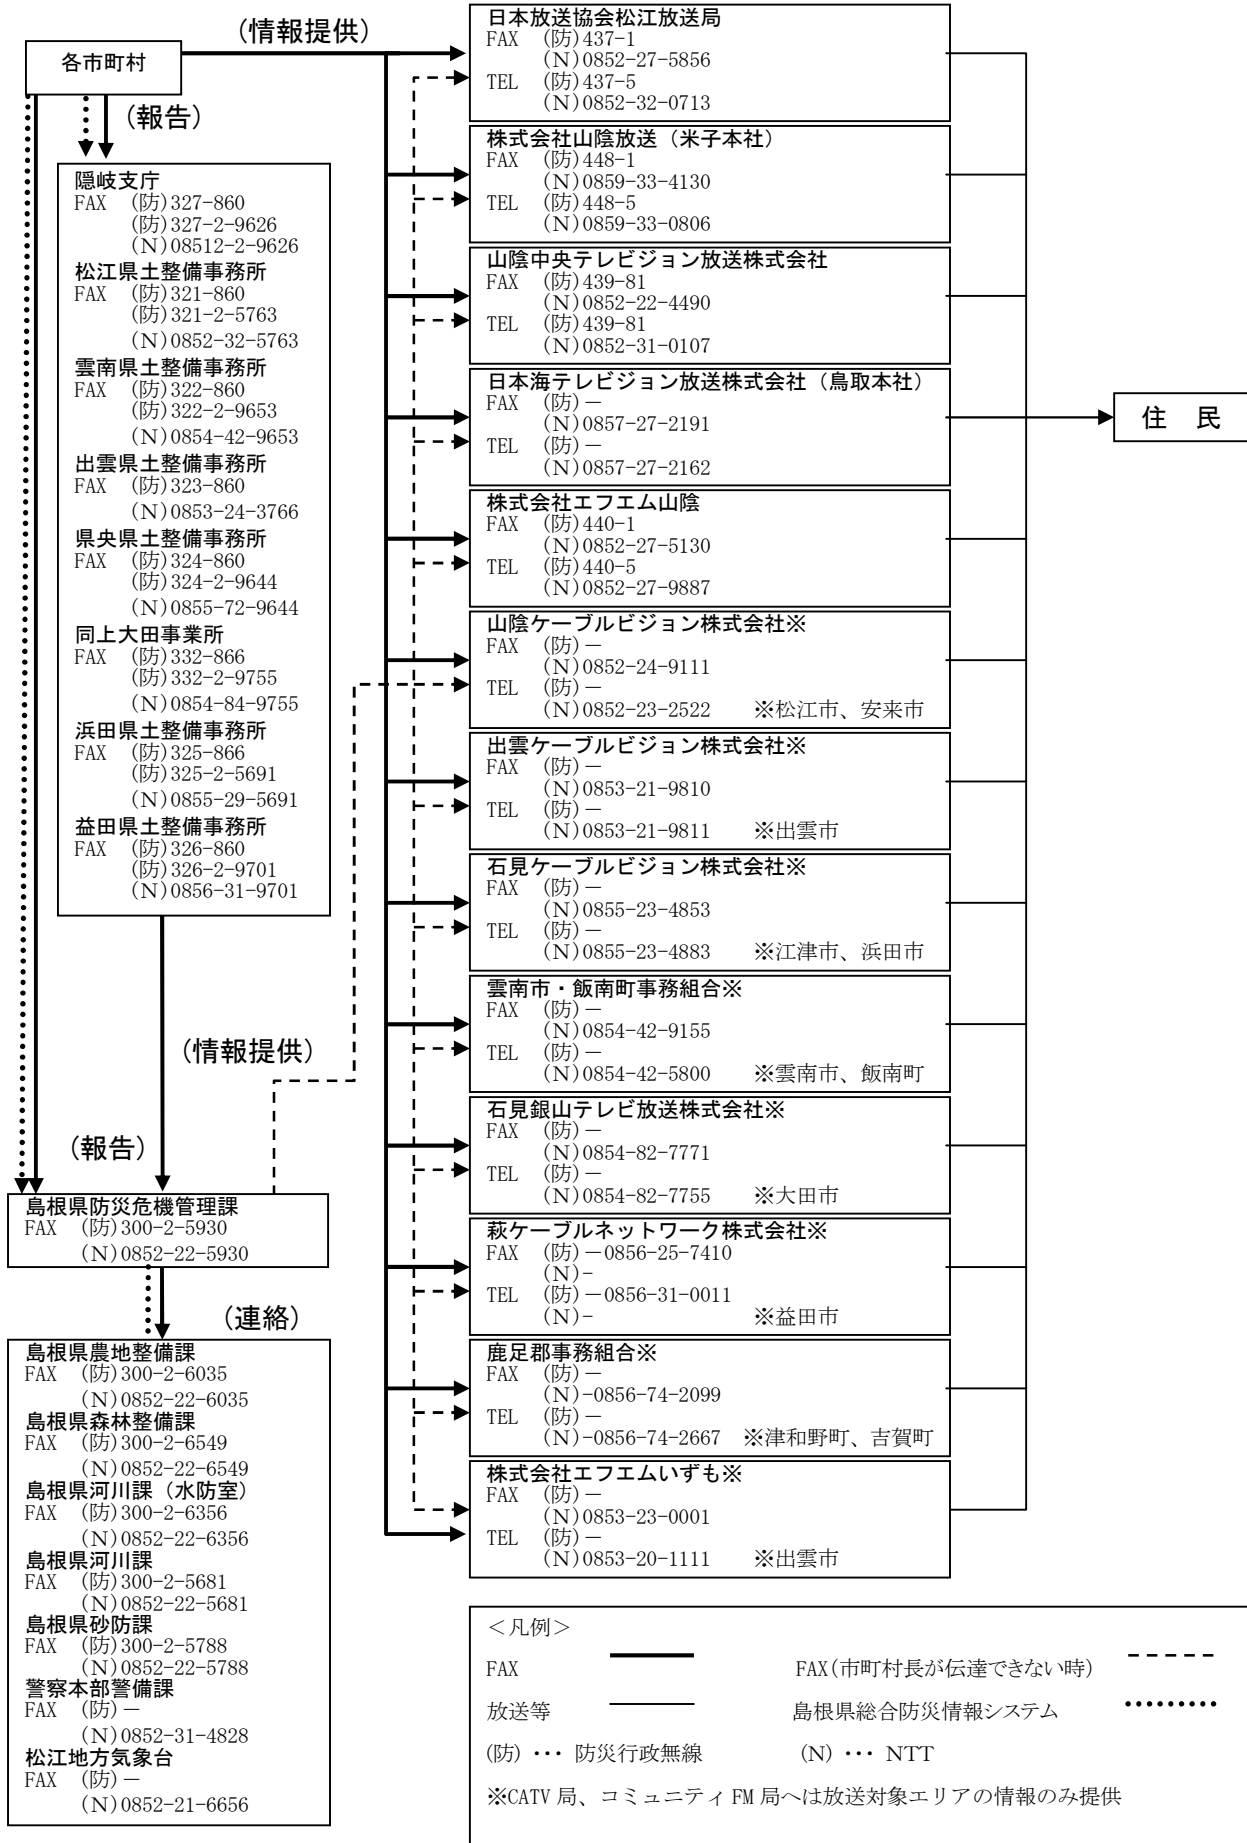 各市町村
(情報提供)
(報告)
隠岐支庁
FAX (防)327-860
(防)327-2-9626
(N)08512-2-9626
松江県土整備事務所
FAX (防)321-860
(防)321-2-5763
(N)0852-32-5763
雲南県土整備事務所
FAX (防)322-860
(防)322-2-9653
(N)0854-42-9653
出雲県土整備事務所
FAX (防)323-860
(N)0853-24-3766
県央県土整備事務所
FAX (防)324-860
(防)324-2-9644
(N)0855-72-9644
同上大田事業所
FAX (防)332-866
(防)332-2-9755
(N)0854-84-9755
浜田県土整備事務所
FAX (防)325-866
(防)325-2-5691
(N)0855-29-5691
益田県土整備事務所
FAX (防)326-860
(防)326-2-9701
(N)0856-31-9701
(情報提供)
(報告)
島根県防災危機管理課
FAX (防)300-2-5930
(N)0852-22-5930
(連絡)
島根県農地整備課
FAX (防)300-2-6035
(N)0852-22-6035
島根県森林整備課
FAX (防)300-2-6549
(N)0852-22-6549
島根県河川課(水防室)
FAX (防)300-2-6356
(N)0852-22-6356
島根県河川課
FAX (防)300-2-5681
(N)0852-22-5681
島根県砂防課
FAX (防)300-2-5788
(N)0852-22-5788
警察本部警備課
FAX (防)－
(N)0852-31-4828
松江地方気象台
FAX (防)－
(N)0852-21-6656
日本放送協会松江放送局
FAX (防)437-1
(N)0852-27-5856
TEL (防)437-5
(N)0852-32-0713
株式会社山陰放送（米子本社）
FAX (防)448-1
(N)0859-33-4130
TEL (防)448-5
(N)0859-33-0806
山陰中央テレビジョン放送株式会社
FAX (防)439-81
(N)0852-22-4490
TEL (防)439-81
(N)0852-31-0107
日本海テレビジョン放送株式会社（鳥取本社）
FAX (防)－
(N)0857-27-2191
TEL (防)－
(N)0857-27-2162
株式会社エフエム山陰
FAX (防)440-1
(N)0852-27-5130
TEL (防)440-5
(N)0852-27-9887
山陰ケーブルビジョン株式会社※
FAX (防)－
(N)0852-24-9111
TEL (防)－
(N)0852-23-2522 ※松江市、安来市
出雲ケーブルビジョン株式会社※
FAX (防)－
(N)0853-21-9810
TEL (防)－
(N)0853-21-9811 ※出雲市
石見ケーブルビジョン株式会社※
FAX (防)－
(N)0855-23-4853
TEL (防)－
(N)0855-23-4883 ※江津市、浜田市
雲南市・飯南町事務組合※
FAX (防)－
(N)0854-42-9155
TEL (防)－
(N)0854-42-5800 ※雲南市、飯南町
石見銀山テレビ放送株式会社※
FAX (防)－
(N)0854-82-7771
TEL (防)－
(N)0854-82-7755 ※大田市
萩ケーブルネットワーク株式会社※
FAX (防)－0856-25-7410
(N)-
TEL (防)－0856-31-0011
(N)- ※益田市
鹿足郡事務組合※
FAX (防)－
(N)-0856-74-2099
TEL (防)－
(N)-0856-74-2667 ※津和野町、吉賀町
株式会社エフエムいずも※
FAX (防)－
(N)0853-23-0001
TEL (防)－
(N)0853-20-1111 ※出雲市
住 民
＜凡例＞
FAX FAX(市町村長が伝達できない時)
放送等 島根県総合防災情報システム
(防)・・・ 防災行政無線 (N)・・・ NTT
※CATV局、コミュニティFM局へは放送対象エリアの情報のみ提供